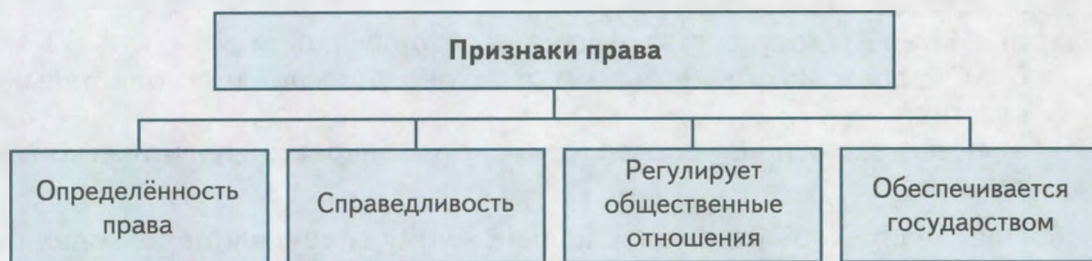 Признаки права
Определённость
права
Справедливость
Регулирует
общественные
отношения
Обеспечивается
государством